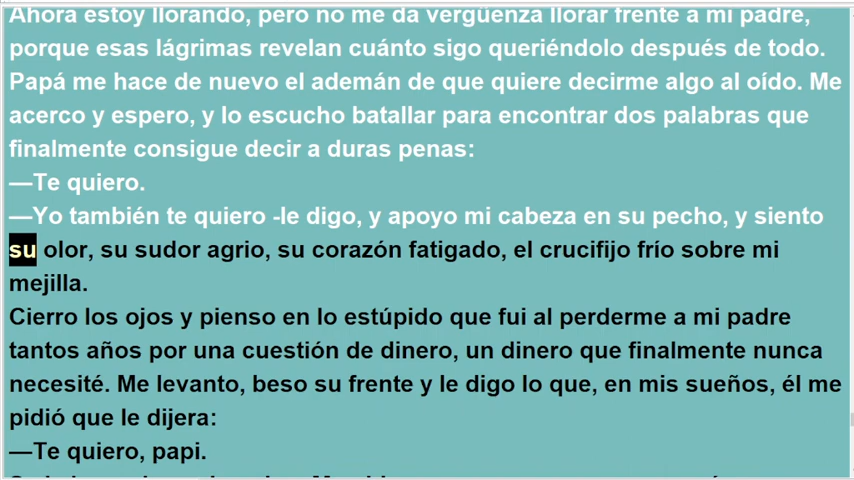 Ahora estoy llorando, pero no me da vergüenza llorar frente a mi padre,
porque esas lágrimas revelan cuánto sigo queriéndolo después de todo.
Papá me hace de nuevo el ademán de que quiere decirme algo al oído. Me
acerco y espero, y lo escucho batallar para encontrar dos palabras que
finalmente consigue decir a duras penas:
—Te quiero.
—Yo también te quiero -le digo, y apoyo mi cabeza en su pecho, y siento
su olor, su sudor agrio, su corazón fatigado, el crucifijo frío sobre mi
mejilla.
Cierro los ojos y pienso en lo estúpido que fui al perderme a mi padre
tantos años por una cuestión de dinero, un dinero que finalmente nunca
necesité. Me levanto, beso su frente y le digo lo que, en mis sueños, él me
pidió que le dijera:
—Te quiero, papi.